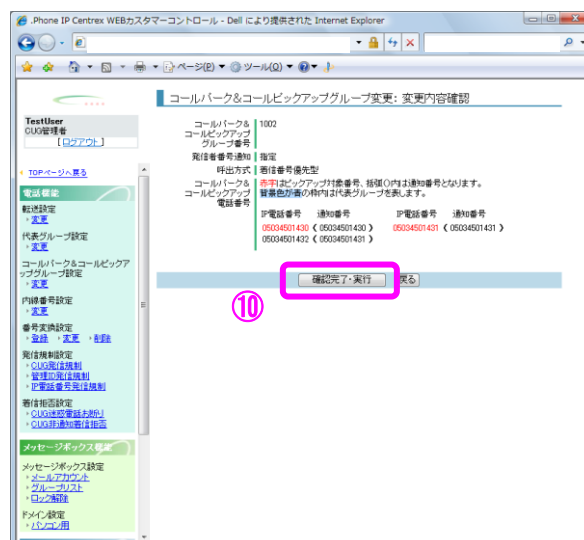 .Phone IP Centrex WEBカスタマーコントロール - Dell により提供された Internet Explorer
ページ(P) ツール(O)
コールパーク&コールピックアップグループ変更: 変更内容確認
TestUser
CUG管理者
[ログアウト]
TOPページへ戻る
電話機能
転送設定
変更
代表グループ設定
変更
コールパーク&コールピックア
ップグループ設定
変更
内線番号設定
変更
番号変換設定
登録 変更 削除
発信規制設定
CUG発信規制
管理ID発信規制
IP電話番号発信規制
着信拒否設定
CUG迷惑電話お断り
CUG非通知着信拒否
メッセージボックス機能
メッセージボックス設定
メールアカウント
グループリスト
ロック解除
ドメイン設定
パソコン用
コールパーク& 1002
コールピックアップ
グループ番号
発信者番号通知 指定
呼出方式 着信番号優先型
コールパーク& 赤字はピックアップ対象番号、括弧()内は通知番号となります。
コールピックアップ 背景色が青の枠内は代表グループを表します。
電話番号
IP電話番号 通知番号 IP電話番号 通知番号
05034501430 ( 05034501430 ) 05034501431 ( 05034501431 )
05034501432 ( 05034501432 )
確認完了・実行 戻る
⑩